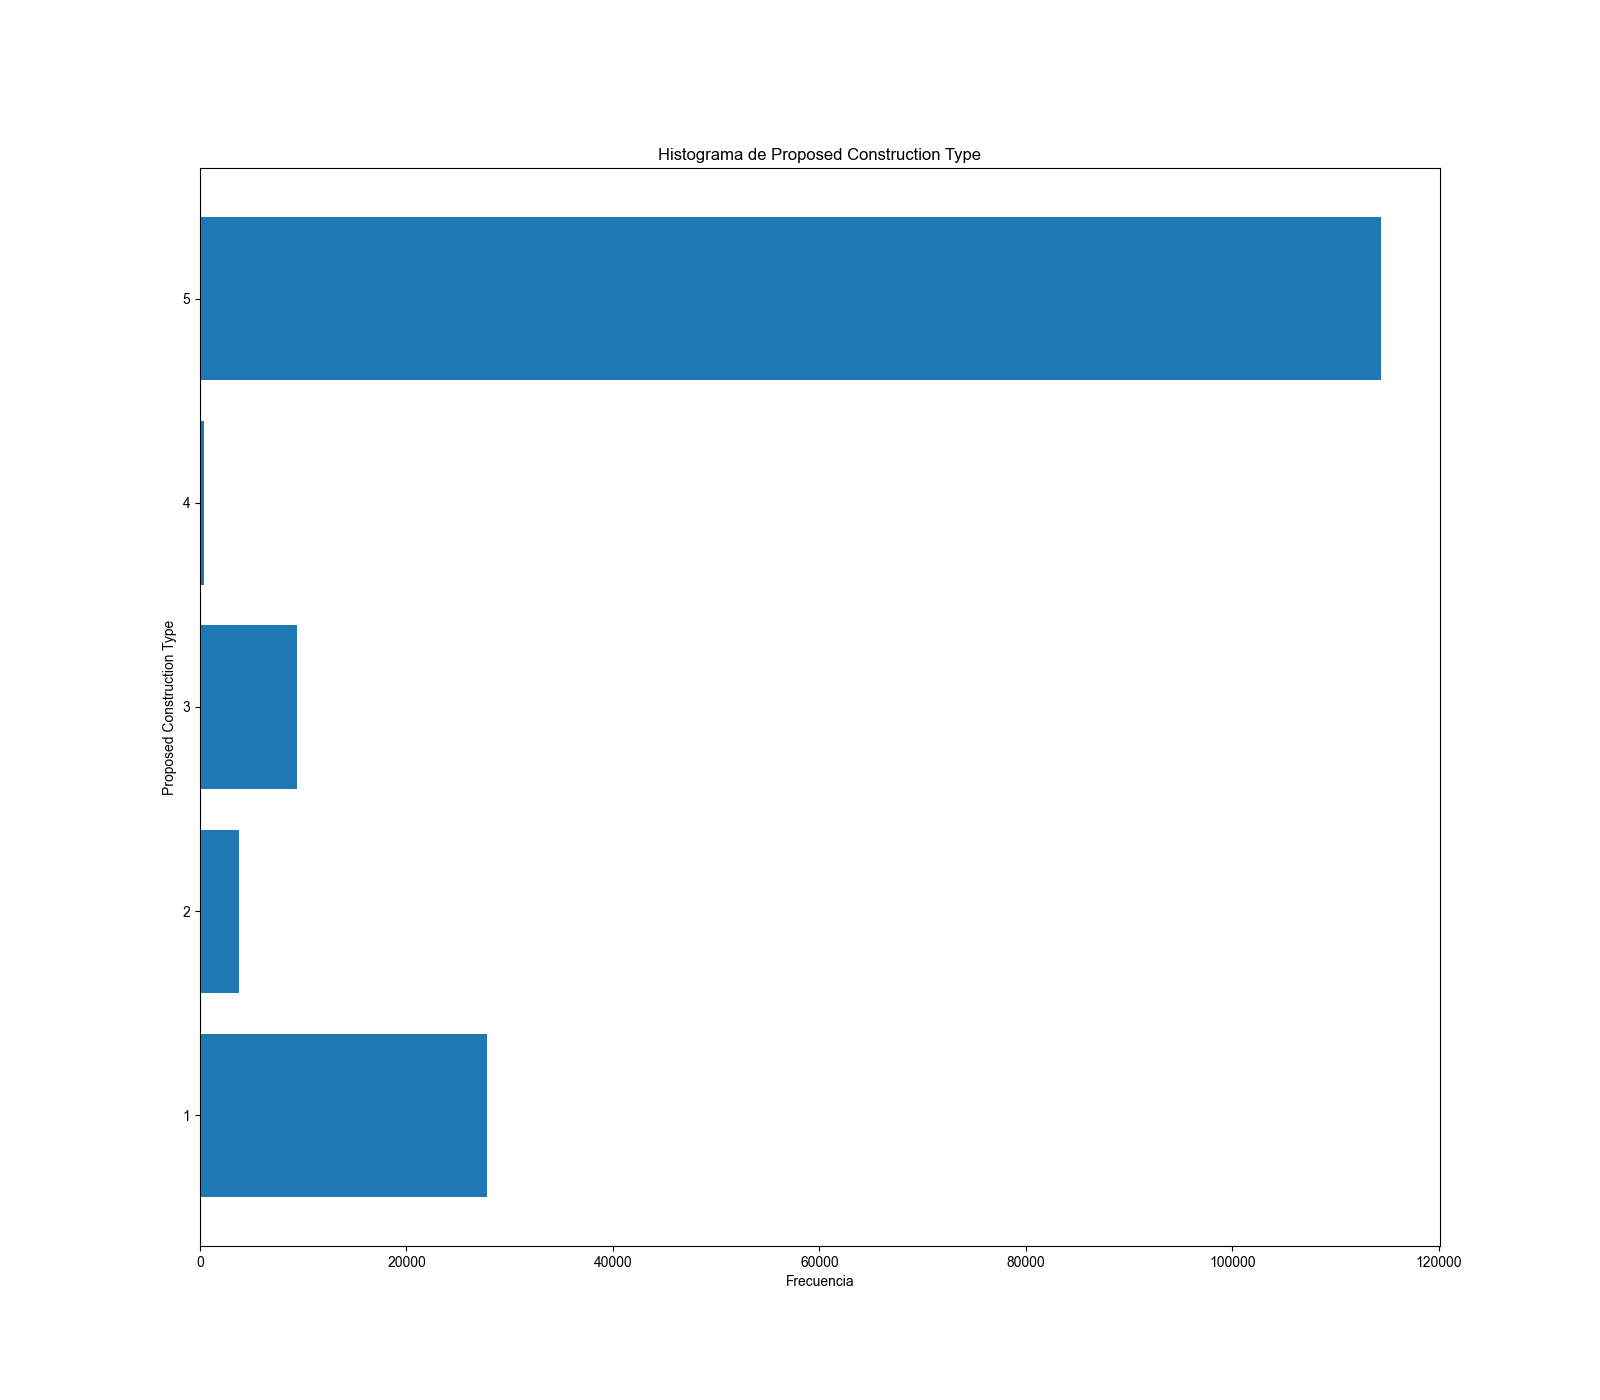 Histograma de Proposed Construction Type
Proposed Construction Type
5
4
3
2
1
0 20000 40000 60000 80000 100000 120000
Frecuencia